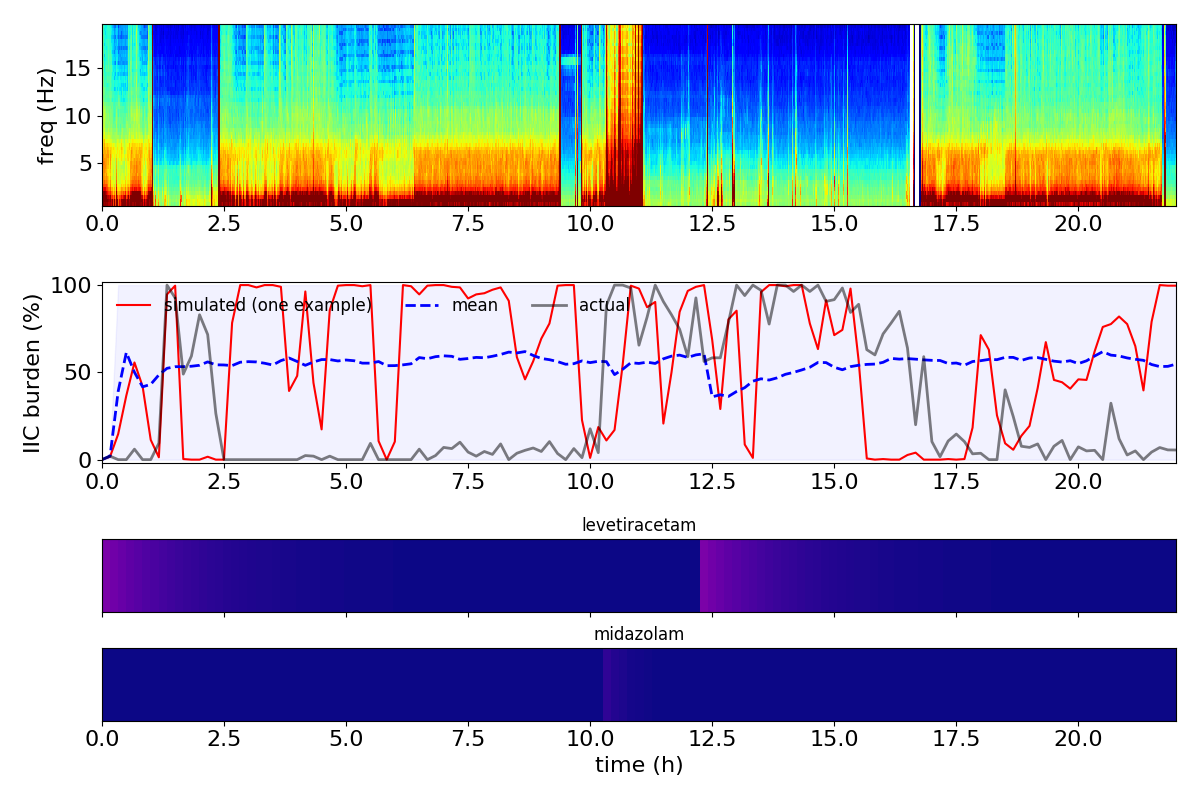 freq (Hz)
15
10
5
0.0 2.5 5.0 7.5 10.0 12.5 15.0 17.5 20.0
IIC burden (%)
100
50
0
simulated (one example) mean actual
0.0 2.5 5.0 7.5 10.0 12.5 15.0 17.5 20.0
levetiracetam
midazolam
0.0 2.5 5.0 7.5 10.0 12.5 15.0 17.5 20.0
time (h)